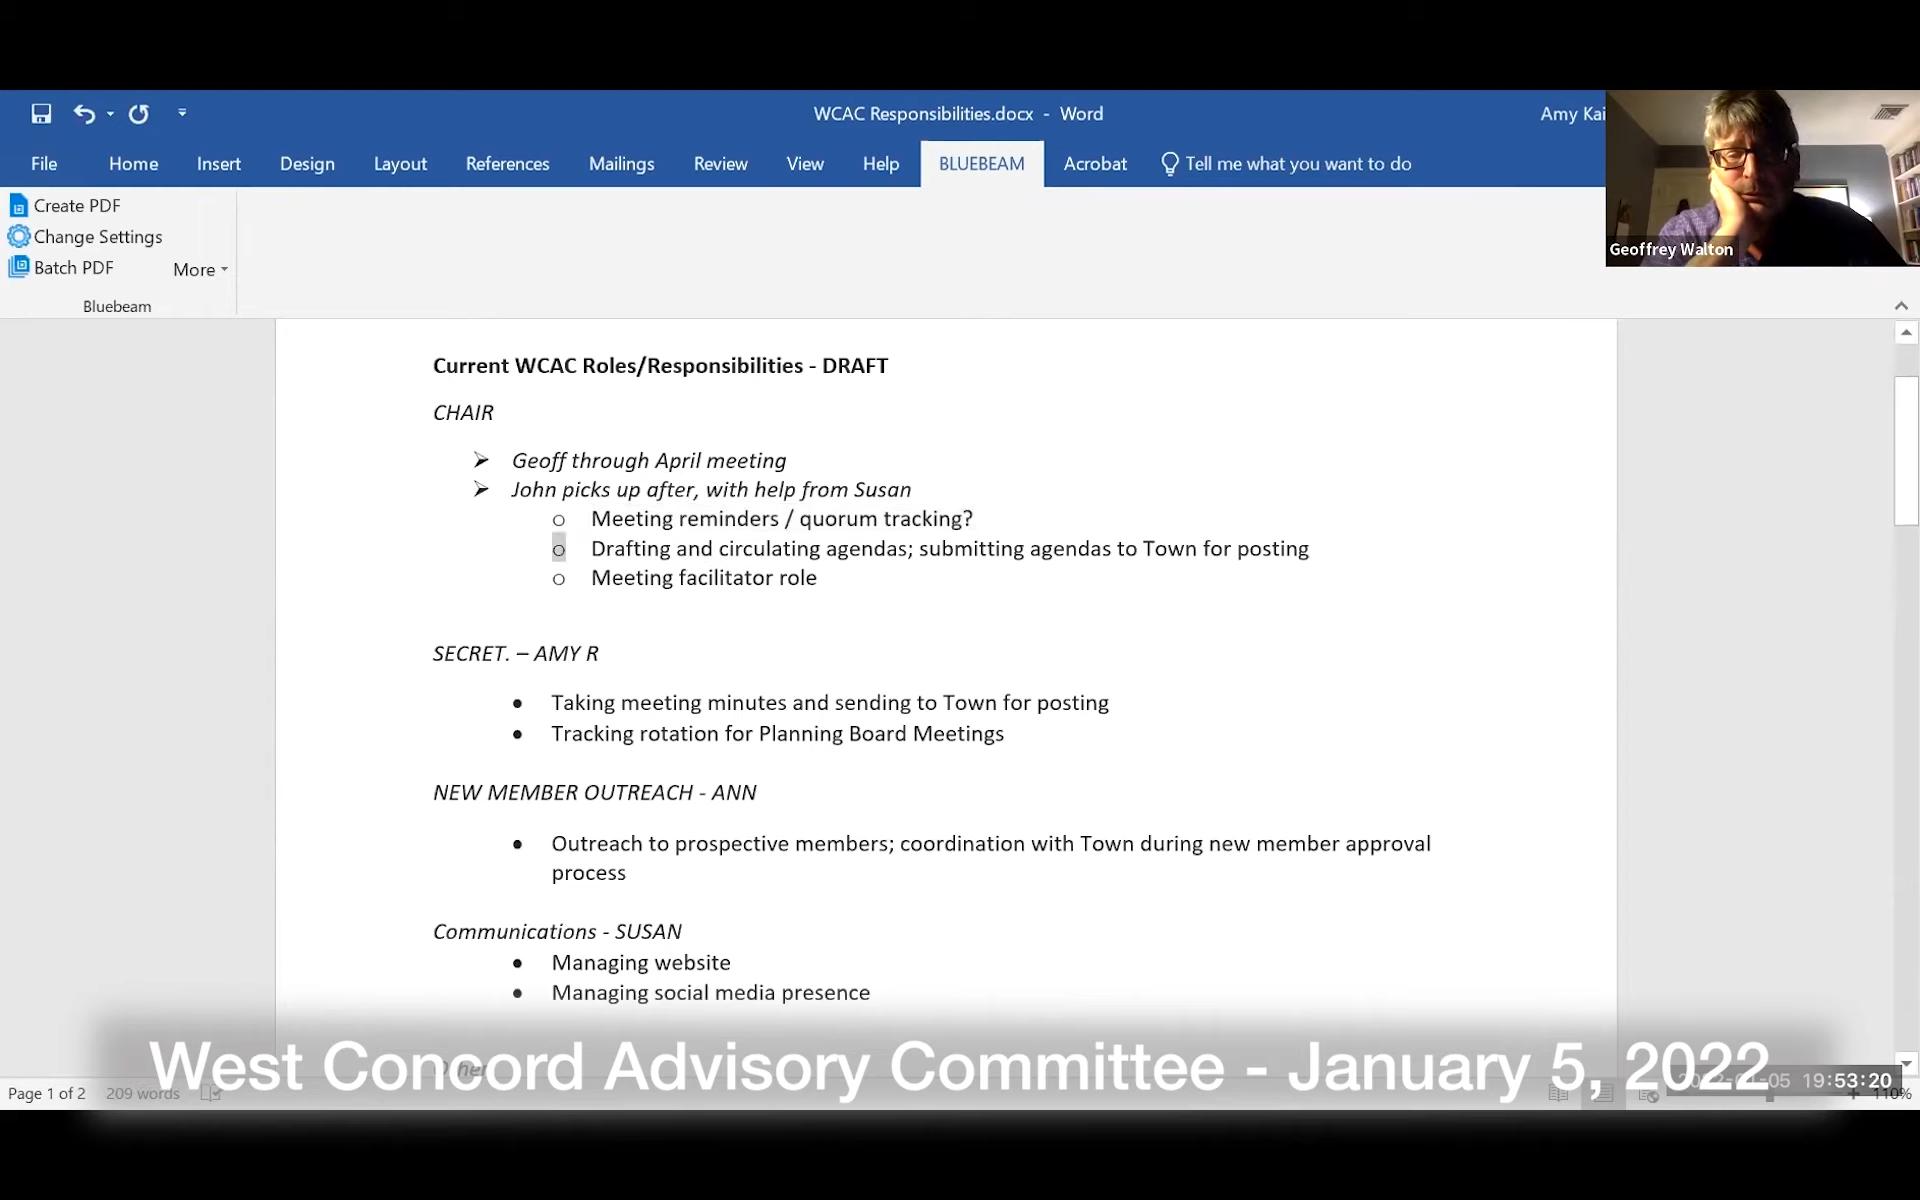 WCAC Responsibilities.docx - Word
Amy Kai
File Home Insert Design Layout References Mailings Review View Help BLUEBEAM Acrobat Tell me what you want to do
Geoffrey Walton
Create PDF
Change Settings
Batch PDF
More
Bluebeam
Current WCAC Roles/Responsibilities - DRAFT
CHAIR
➢ Geoff through April meeting
➢ John picks up after, with help from Susan
o Meeting reminders / quorum tracking?
o Drafting and circulating agendas; submitting agendas to Town for posting
o Meeting facilitator role
SECRET. – AMY R
• Taking meeting minutes and sending to Town for posting
• Tracking rotation for Planning Board Meetings
NEW MEMBER OUTREACH - ANN
• Outreach to prospective members; coordination with Town during new member approval
process
Communications - SUSAN
• Managing website
• Managing social media presence
Other
West Concord Advisory Committee - January 5, 2022
2022-01-05 19:53:20
Page 1 of 2 209 words
110%